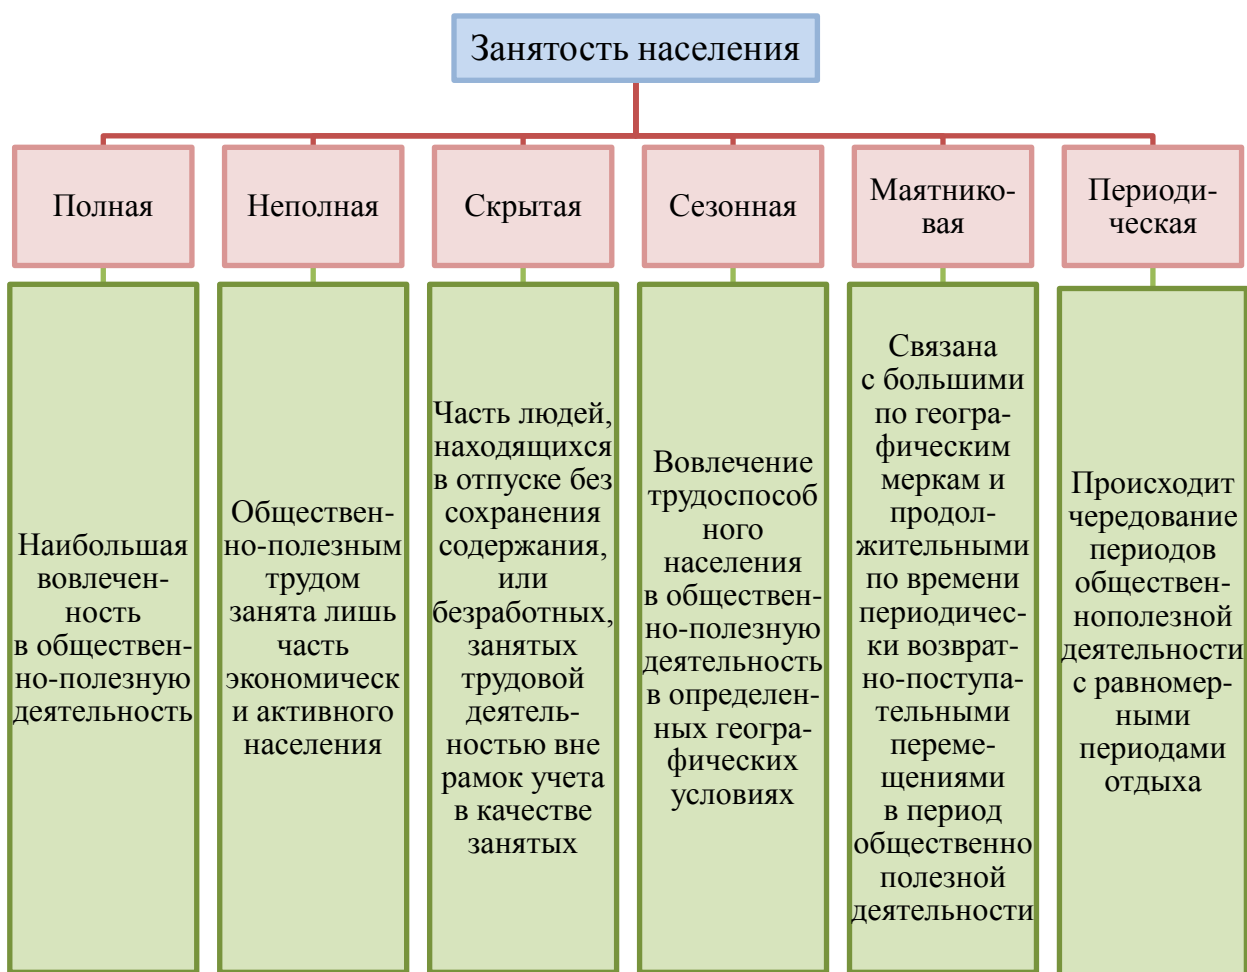 Занятость населения
Полная
Неполная
Скрытая
Сезонная
Маятнико-
вая
Периоди-
ческая
Наибольшая
вовлечен-
ность
в обществен-
но-полезную
деятельность
Обществен-
но-полезным
трудом
занята лишь
часть
экономическ
и активного
населения
Часть людей,
находящихся
в отпуске без
сохранения
содержания,
или
безработных,
занятых
трудовой
деятель-
ностью вне
рамок учета
в качестве
занятых
Вовлечение
трудоспособ
ного
населения
в обществен-
но-полезную
деятельность
в определен-
ных геогра-
фических
условиях
Связана
с большими
по геогра-
фическим
меркам и
продол-
жительными
по времени
периодичес-
ки возврат-
но-поступа-
тельными
переме-
щениями
в период
общественно
полезной
деятельности
Происходит
чередование
периодов
обществен-
нополезной
деятельности
с равномер-
ными
периодами
отдыха